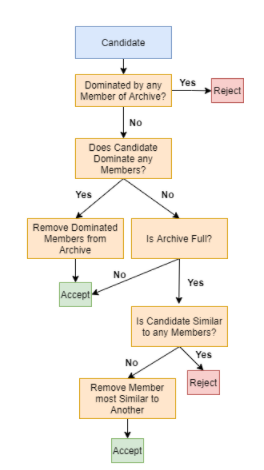 Candidate
Dominated by any
Member of Archive?
Yes
Reject
No
Does Candidate
Dominate any
Members?
Yes
No
Remove Dominated
Members from
Archive
Is Archive Full?
No
Yes
Accept
Is Candidate Similar
to any Members?
No
Yes
Remove Member
most Similar to
Another
Reject
Accept